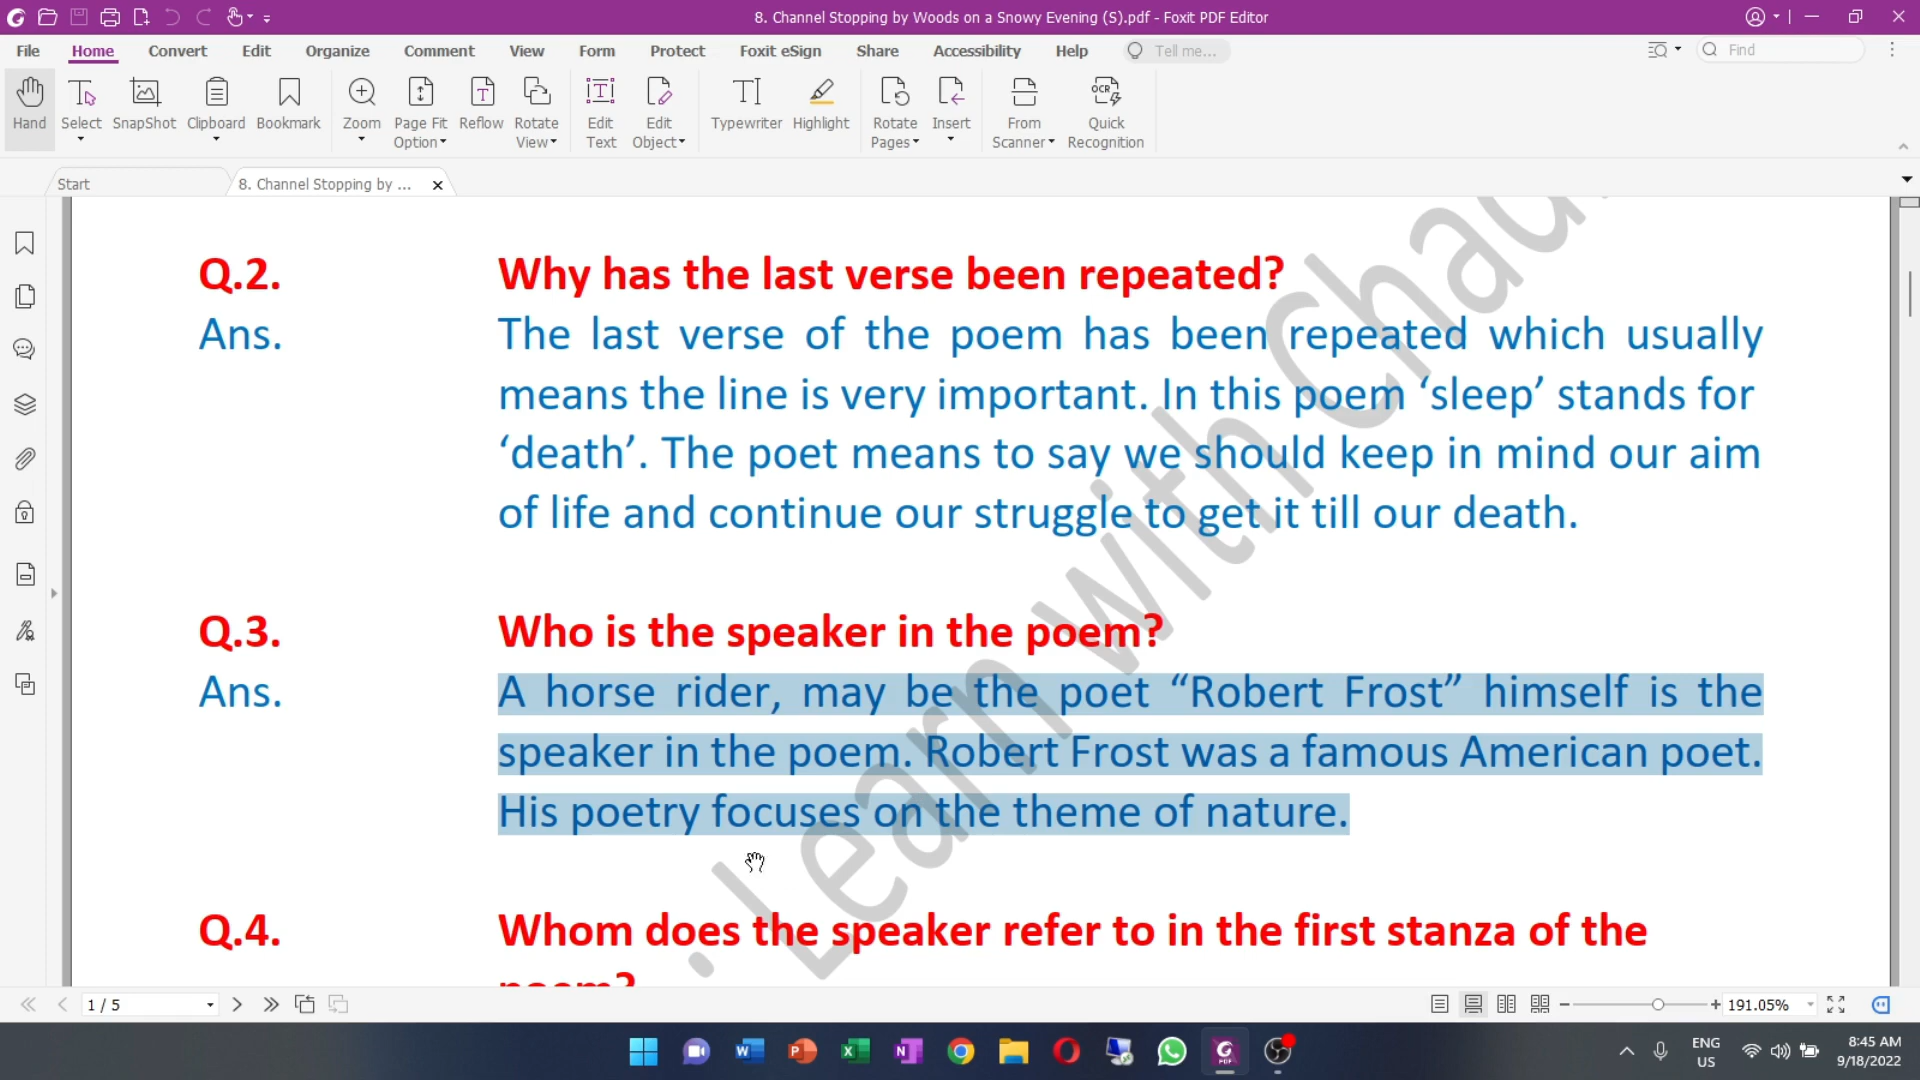 8. Channel Stopping by Woods on a Snowy Evening (S).pdf - Foxit PDF Editor
File Home Convert Edit Organize Comment View Form Protect Foxit eSign Share Accessibility Help Tell me... Find
Hand Select SnapShot Clipboard Bookmark Zoom Page Fit Option Reflow Rotate View Edit Text Edit Object Typewriter Highlight Rotate Pages Insert From Scanner Quick Recognition
Start 8. Channel Stopping by ...
Q.2. Why has the last verse been repeated?
Ans. The last verse of the poem has been repeated which usually
means the line is very important. In this poem ‘sleep’ stands for
‘death’. The poet means to say we should keep in mind our aim
of life and continue our struggle to get it till our death.
Q.3. Who is the speaker in the poem?
Ans. A horse rider, may be the poet “Robert Frost” himself is the
speaker in the poem. Robert Frost was a famous American poet.
His poetry focuses on the theme of nature.
Q.4. Whom does the speaker refer to in the first stanza of the
poem?
Learn with Chad
1 / 5 191.05%
ENG 8:45 AM
US 9/18/2022